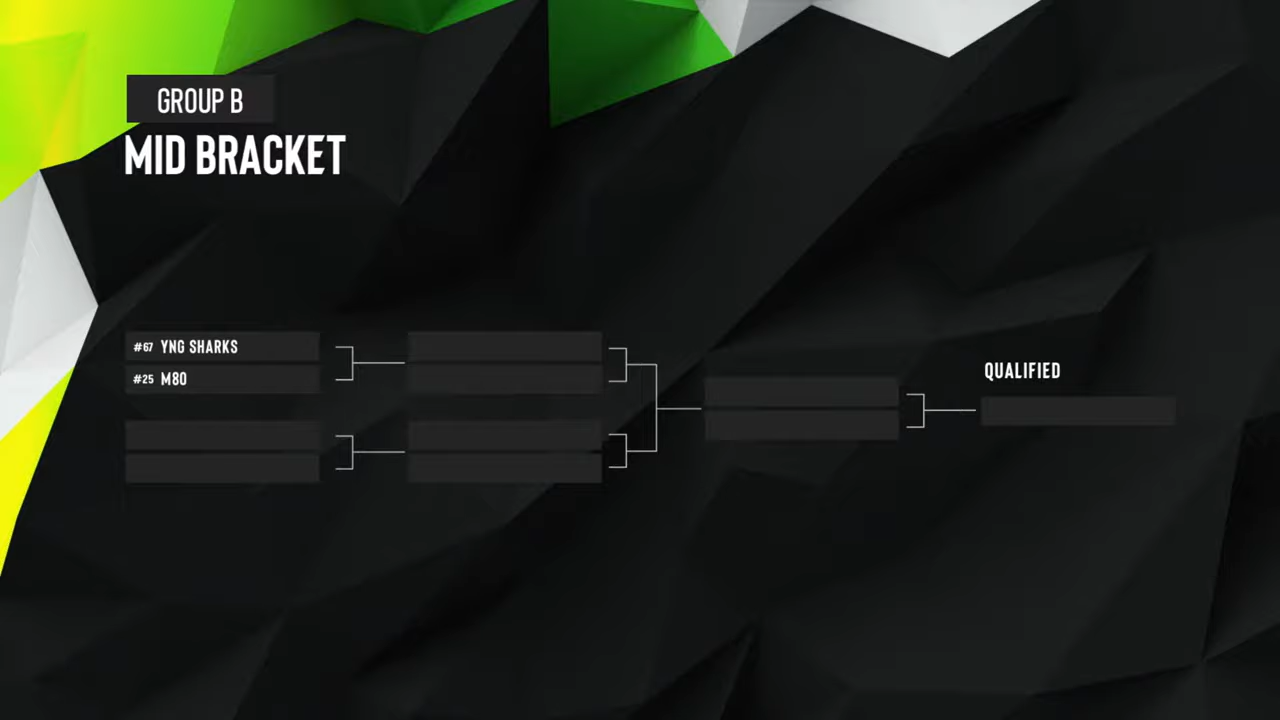 GROUP B
MID BRACKET
#67 YNG SHARKS
#25 M80
QUALIFIED